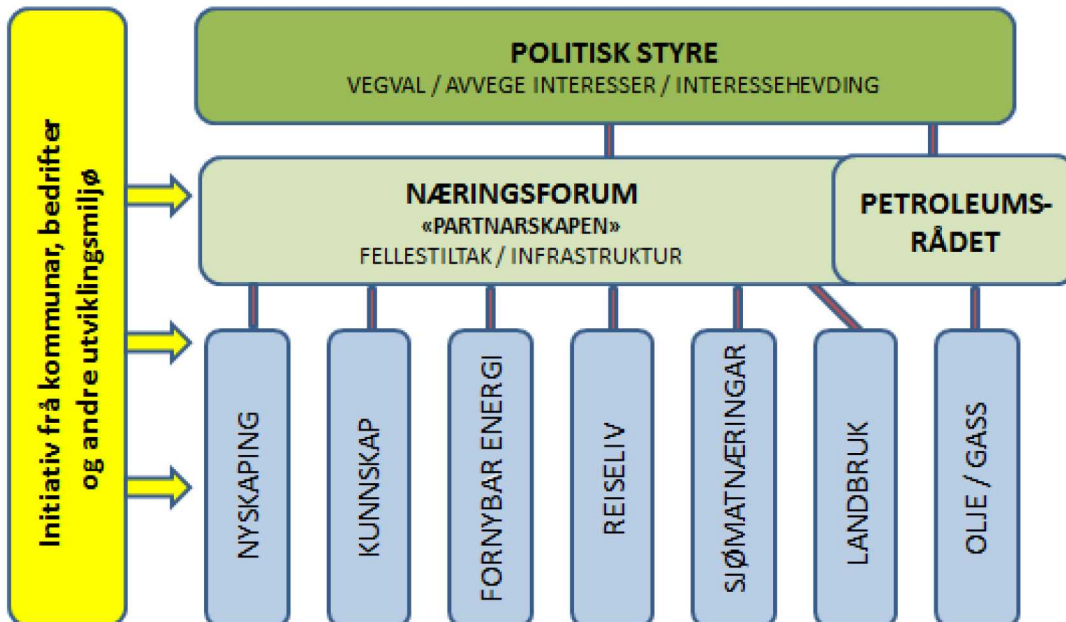 Initiativ frå kommunar, bedrifter
og andre utviklingsmiljø
POLITISK STYRE
VEGVAL / AVVEGE INTERESSER / INTERESSEHEVDING
NÆRINGSFORUM
«PARTNARSKAPEN»
FELLESTILTAK / INFRASTRUKTUR
PETROLEUMS-
RÅDET
NYSKAPING
KUNNSKAP
FORNYBAR ENERGI
REISELIV
SJØMATNÆRINGAR
LANDBRUK
OLJE / GASS